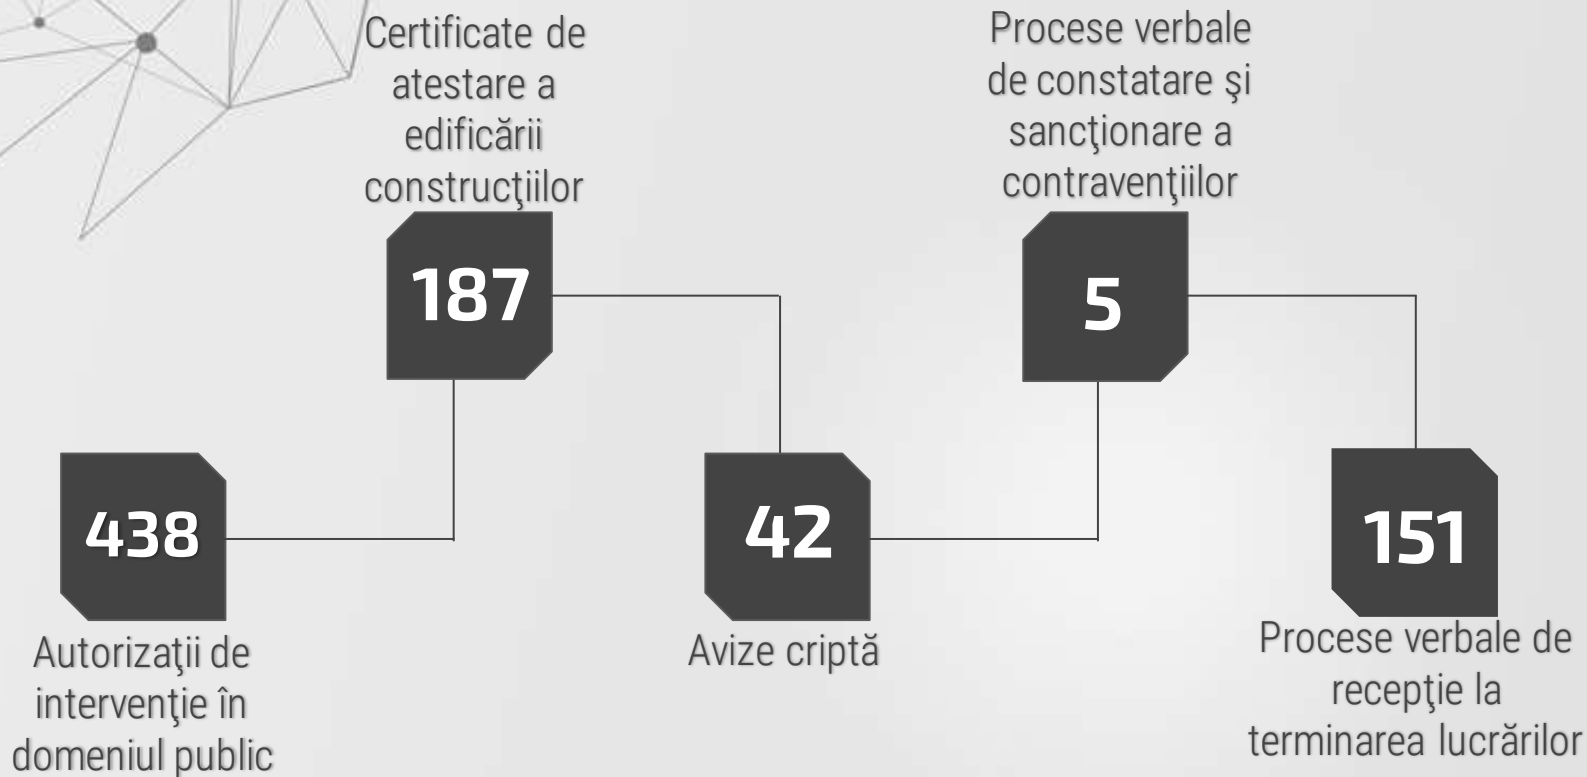 Certificate de
atestare a
edificării
construcţiilor
187
Procese verbale
de constatare şi
sancţionare a
contravenţiilor
5
438
Autorizaţii de
intervenţie în
domeniul public
42
Avize criptă
151
Procese verbale de
recepţie la
terminarea lucrărilor